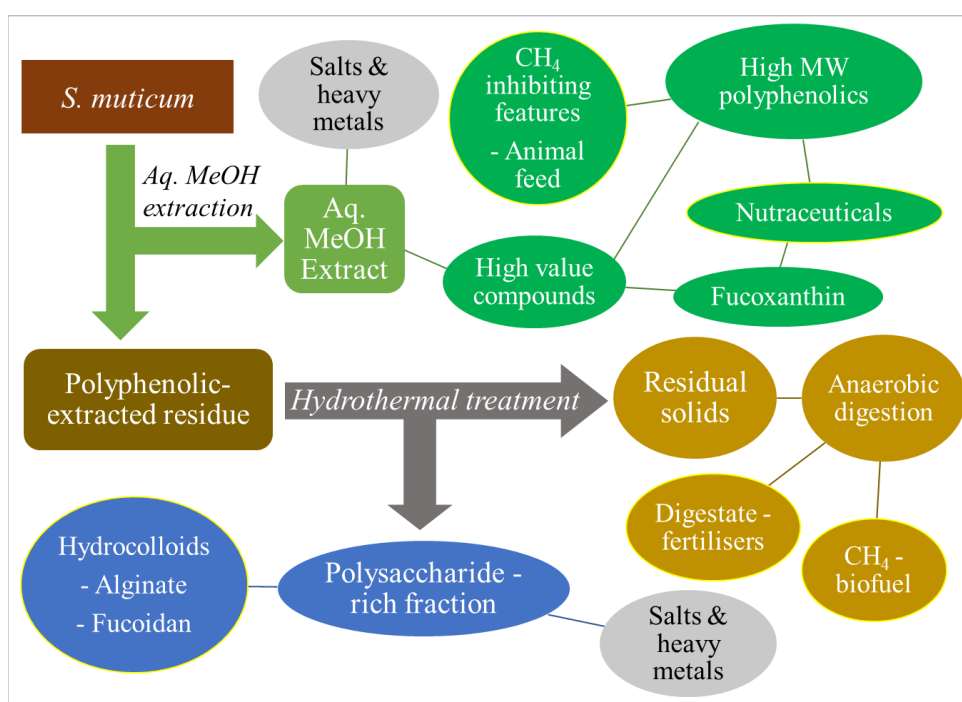 S. muticum
Salts &
heavy
metals
CH₄
inhibiting
features
- Animal
feed
High MW
polyphenolics
Aq. MeOH
extraction
Aq.
MeOH
Extract
High value
compounds
Nutraceuticals
Fucoxanthin
Polyphenolic-
extracted residue
Hydrothermal treatment
Residual
solids
Anaerobic
digestion
Digestate -
fertilisers
CH₄ -
biofuel
Hydrocolloids
- Alginate
- Fucoidan
Polysaccharide -
rich fraction
Salts &
heavy
metals